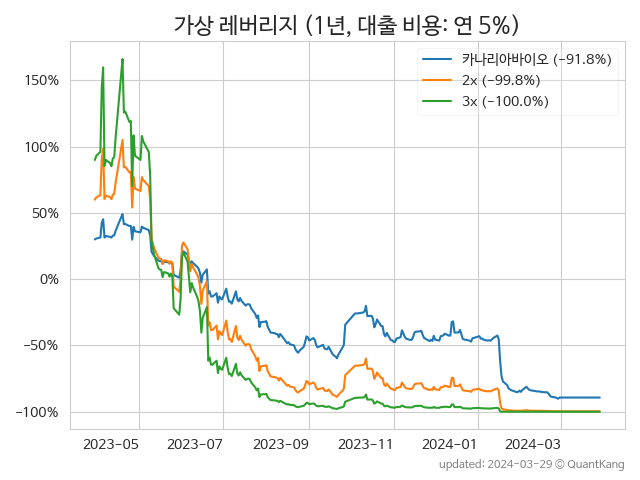 가상 레버리지 (1년, 대출 비용: 연 5%)
카나리아바이오 (−91.8%)
2x (−99.8%)
3x (−100.0%)
150%
100%
50%
0%
−50%
−100%
2023-05 2023-07 2023-09 2023-11 2024-01 2024-03
updated: 2024-03-29 © QuantKang